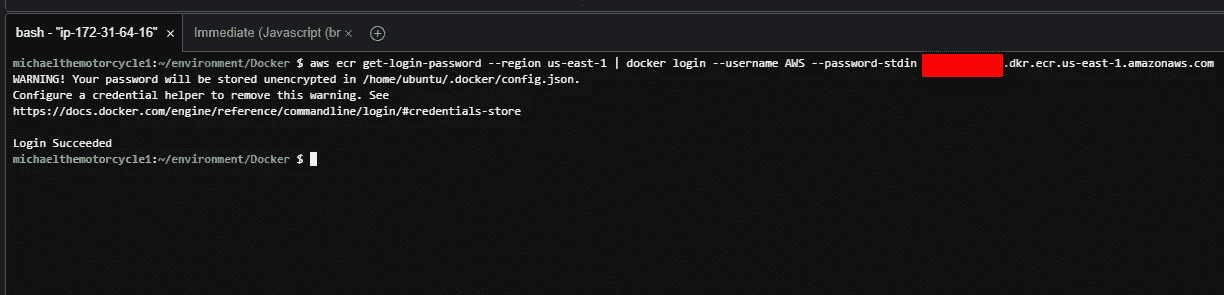 bash - "ip-172-31-64-16" × Immediate (Javascript (br ×
michaelthemotorcycle1:~/environment/Docker $ aws ecr get-login-password --region us-east-1 | docker login --username AWS --password-stdin .dkr.ecr.us-east-1.amazonaws.com
WARNING! Your password will be stored unencrypted in /home/ubuntu/.docker/config.json.
Configure a credential helper to remove this warning. See
https://docs.docker.com/engine/reference/commandline/login/#credentials-store
Login Succeeded
michaelthemotorcycle1:~/environment/Docker $